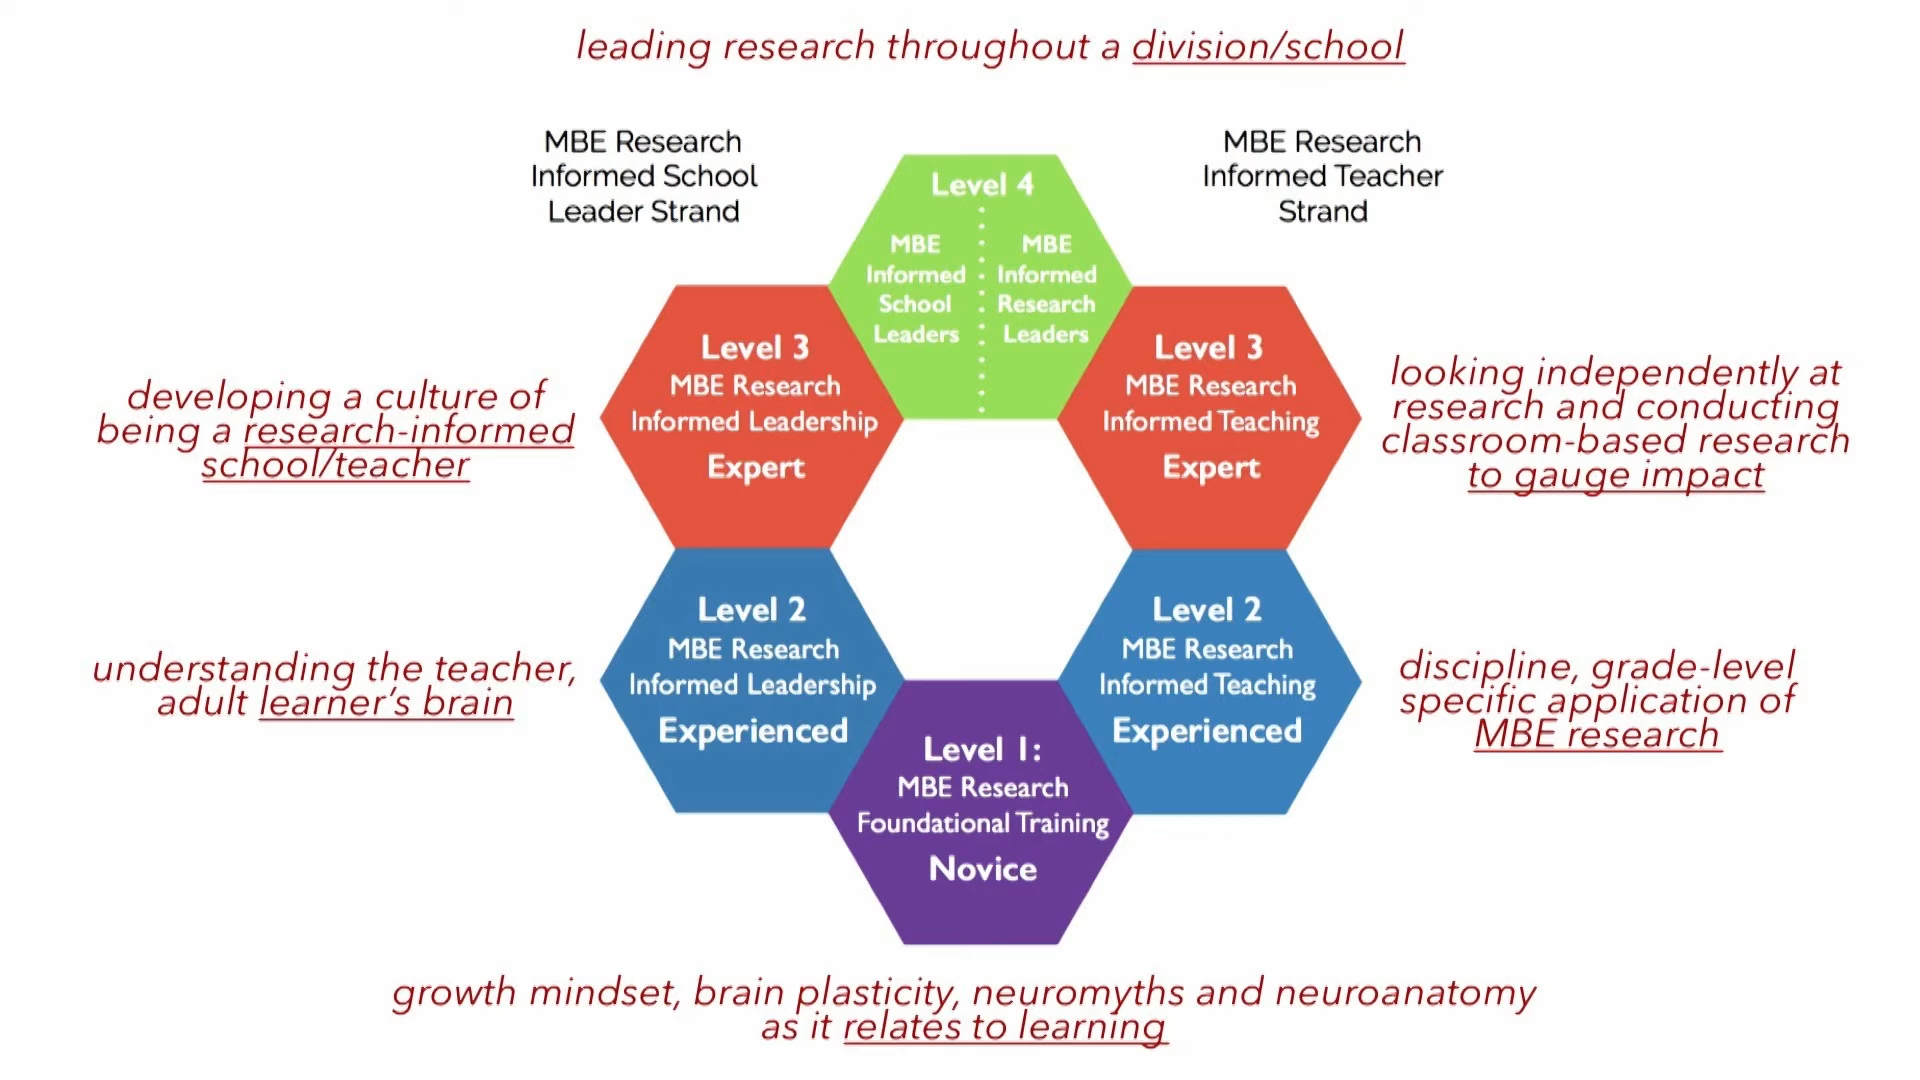 leading research throughout a division/school
MBE Research
Informed School
Leader Strand
MBE Research
Informed Teacher
Strand
Level 4
MBE
Informed
School
Leaders
MBE
Informed
Research
Leaders
Level 3
MBE Research
Informed Leadership
Expert
Level 3
MBE Research
Informed Teaching
Expert
developing a culture of
being a research-informed
school/teacher
looking independently at
research and conducting
classroom-based research
to gauge impact
Level 2
MBE Research
Informed Leadership
Experienced
Level 2
MBE Research
Informed Teaching
Experienced
understanding the teacher,
adult learner's brain
discipline, grade-level
specific application of
MBE research
Level 1:
MBE Research
Foundational Training
Novice
growth mindset, brain plasticity, neuromyths and neuroanatomy
as it relates to learning